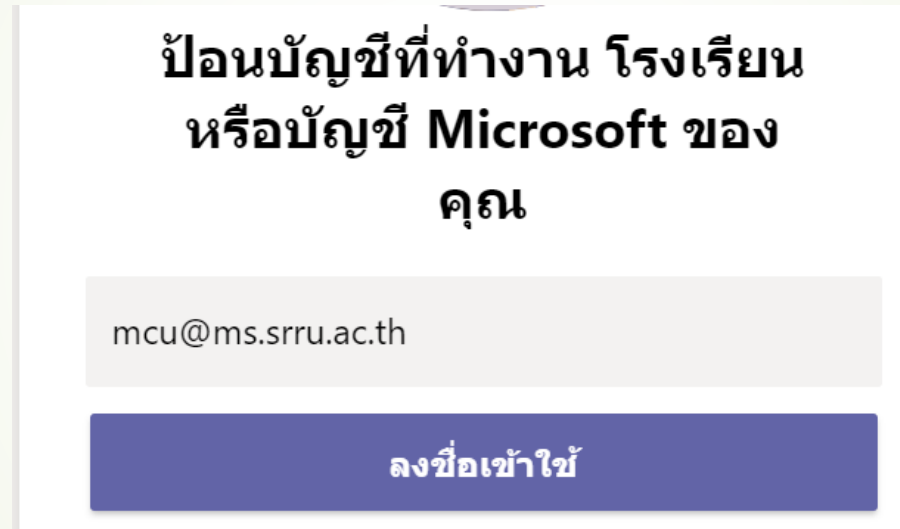 ป้อนบัญชีที่ทำงาน โรงเรียน
หรือบัญชี Microsoft ของ
คุณ
mcu@ms.srru.ac.th
ลงชื่อเข้าใช้